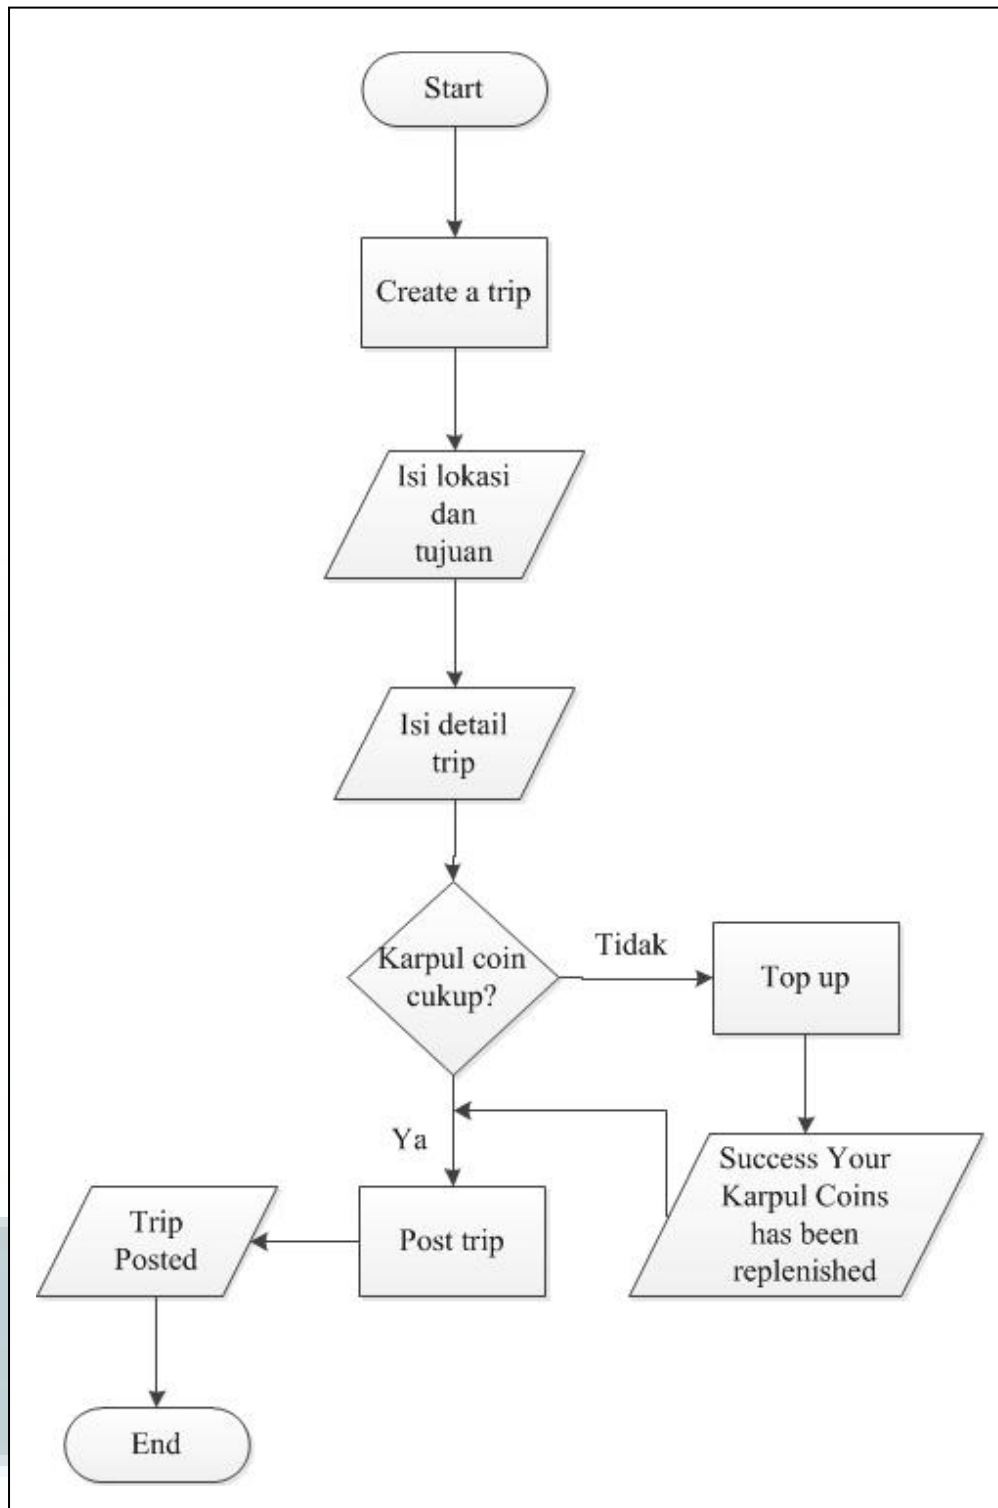 Start
Create a trip
Isi lokasi
dan
tujuan
Isi detail
trip
Karpul coin
cukup?
Tidak
Top up
Success Your
Karpul Coins
has been
replenished
Ya
Post trip
Trip
Posted
End